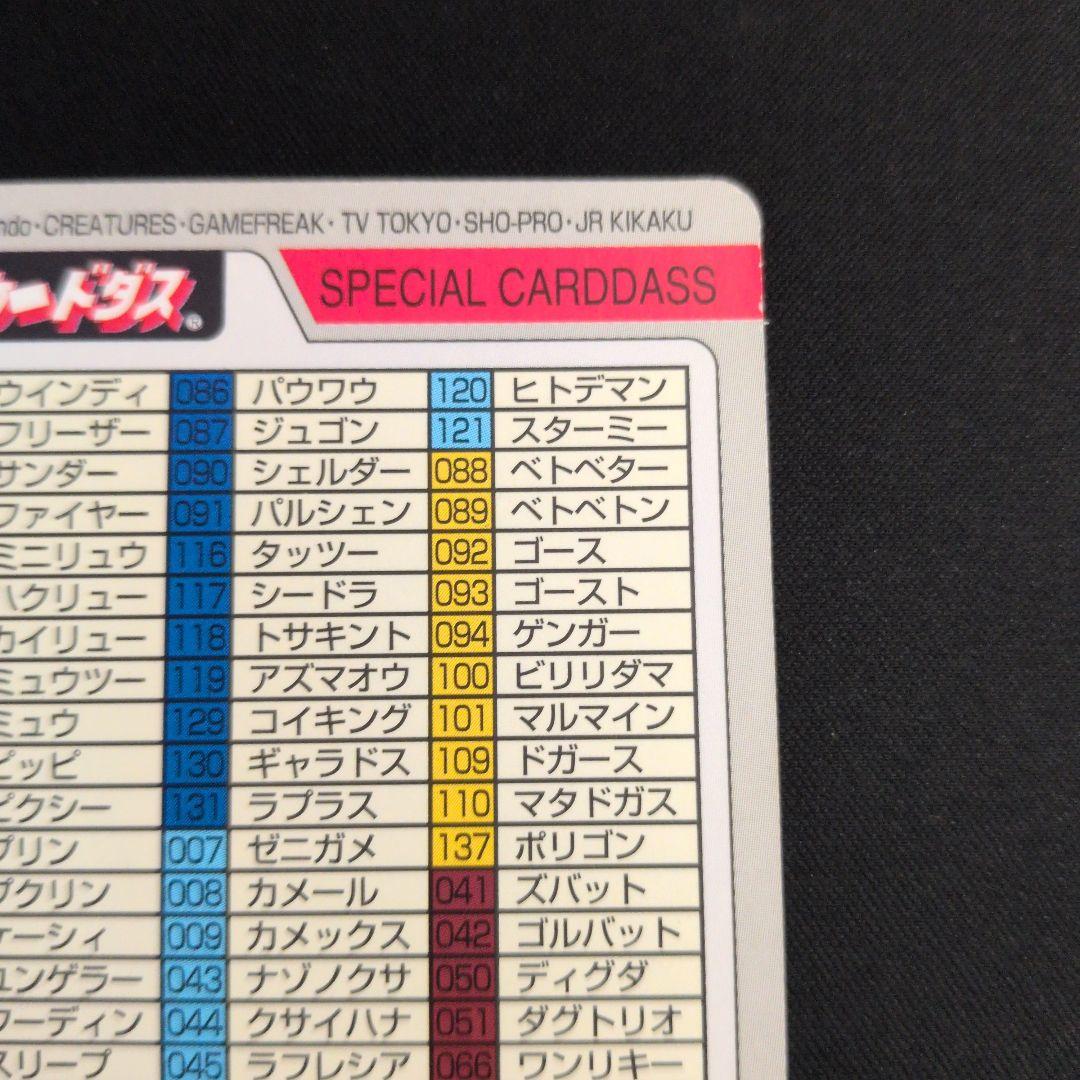 ndo・CREATURES・GAMEFREAK・TV TOKYO・SHO-PRO・JR KIKAKU
カードダス®
SPECIAL CARDDASS
ウインディ 086 パウワウ 120 ヒトデマン
フリーザー 087 ジュゴン 121 スターミー
サンダー 090 シェルダー 088 ベトベター
ファイヤー 091 パルシェン 089 ベトベトン
ミニリュウ 116 タッツー 092 ゴース
ハクリュー 117 シードラ 093 ゴースト
カイリュー 118 トサキント 094 ゲンガー
ミュウツー 119 アズマオウ 100 ビリリダマ
ミュウ 129 コイキング 101 マルマイン
ピッピ 130 ギャラドス 109 ドガース
ピクシー 131 ラプラス 110 マタドガス
プリン 007 ゼニガメ 137 ポリゴン
プクリン 008 カメール 041 ズバット
ケーシィ 009 カメックス 042 ゴルバット
ユンゲラー 043 ナゾノクサ 050 ディグダ
フーディン 044 クサイハナ 051 ダグトリオ
スリープ 045 ラフレシア 066 ワンリキー